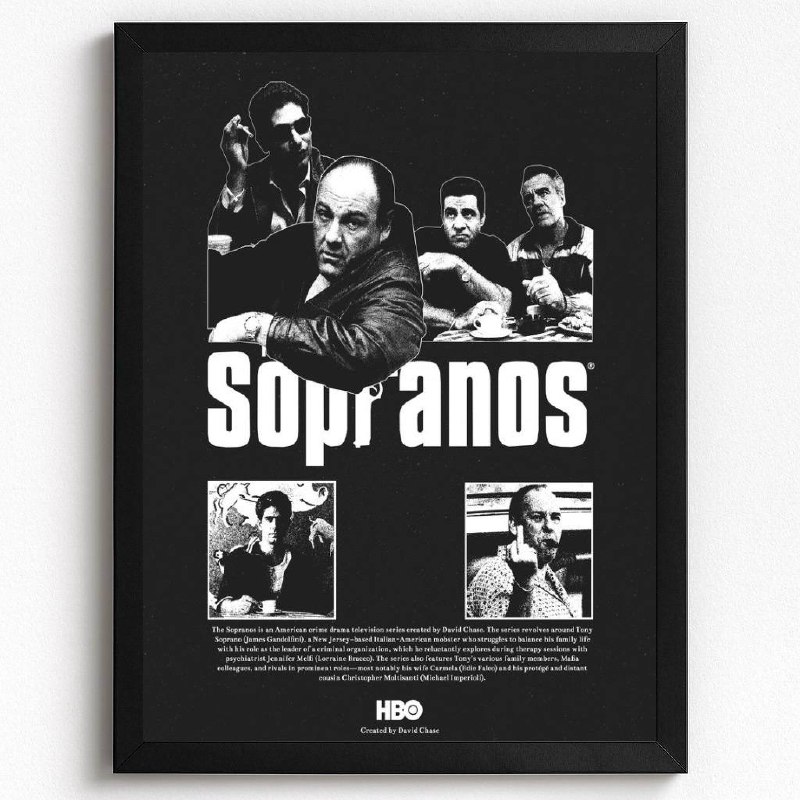 Sopranos®
The Sopranos is an American crime drama television series created by David Chase. The series revolves around Tony
Soprano (James Gandolfini), a New Jersey-based Italian-American mobster who struggles to balance his family life
with his role as the leader of a criminal organization, which he reluctantly explores during therapy sessions with
psychiatrist Jennifer Melfi (Lorraine Bracco). The series also features Tony's various family members, Mafia
colleagues, and rivals in prominent roles—most notably his wife Carmela (Edie Falco) and his protégé and distant
cousin Christopher Moltisanti (Michael Imperioli).
HBO
Created by David Chase